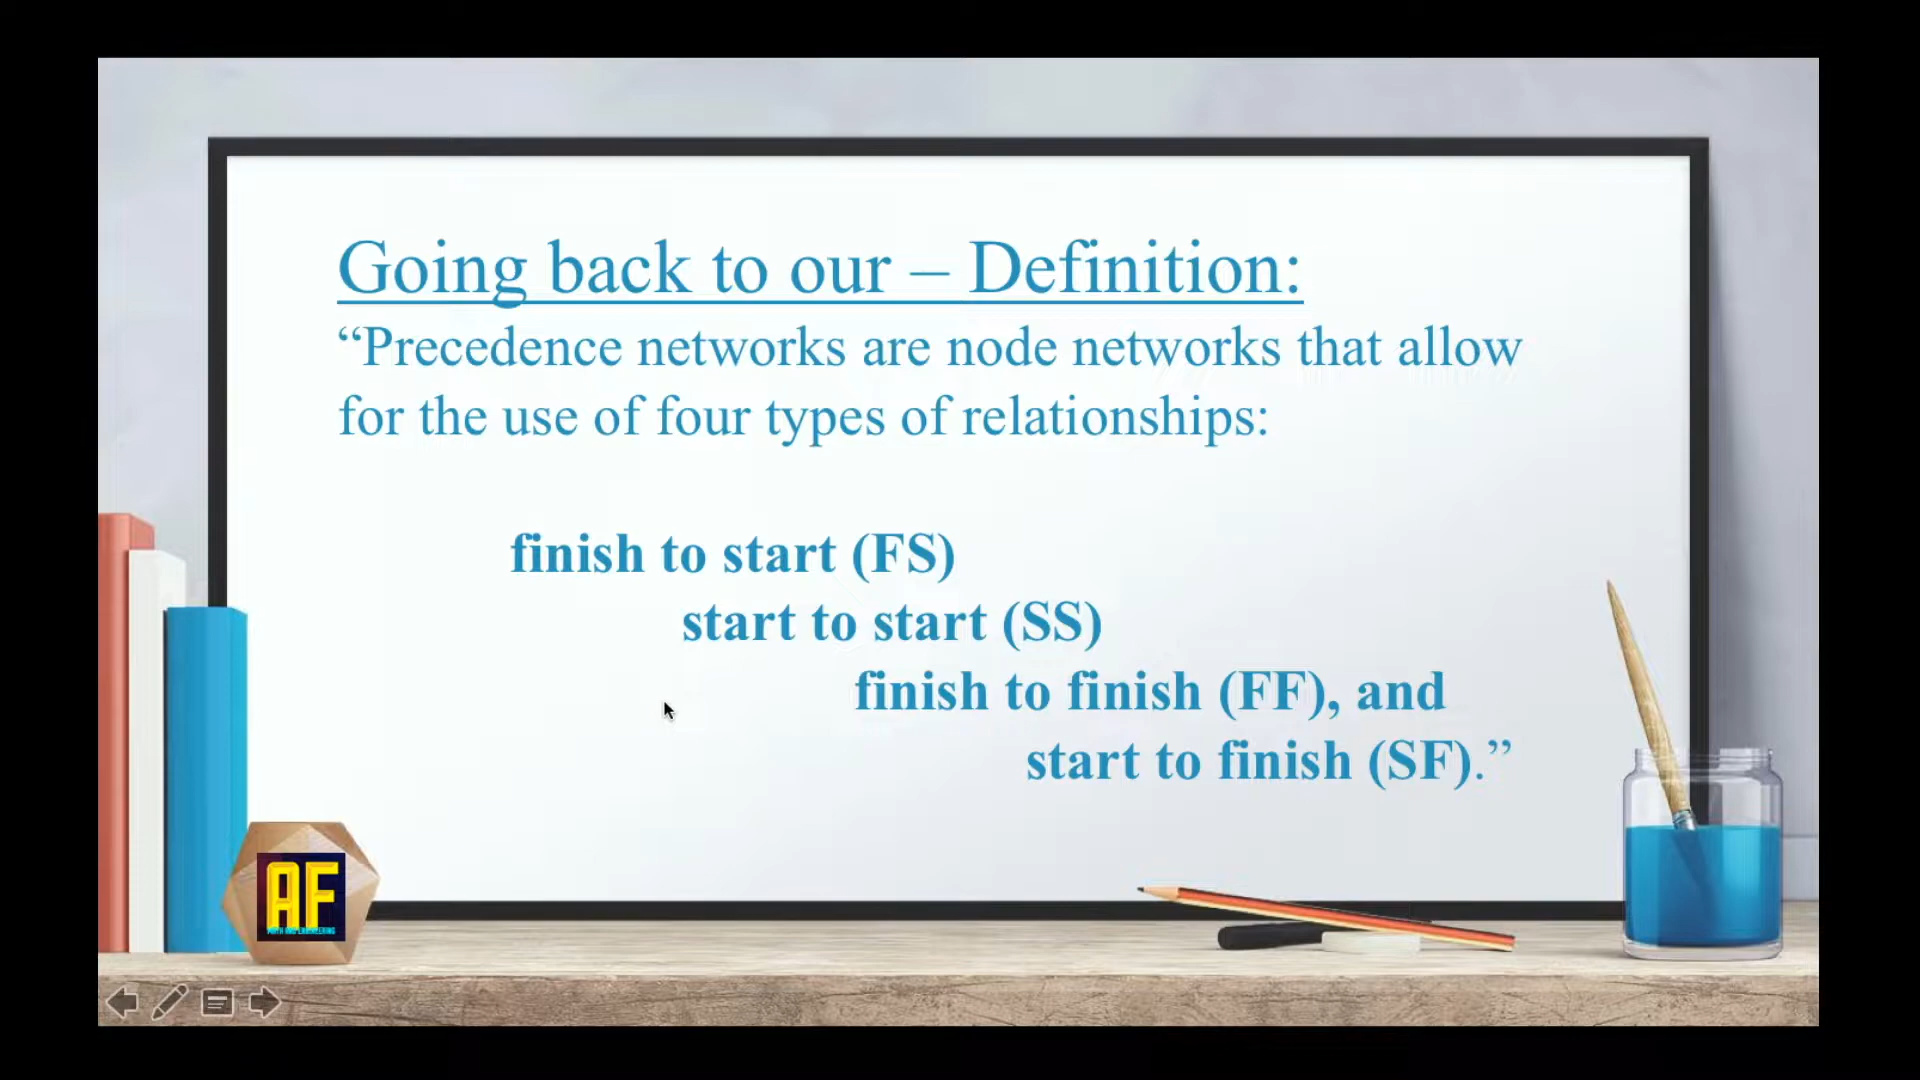 Going back to our – Definition:
“Precedence networks are node networks that allow
for the use of four types of relationships:
finish to start (FS)
start to start (SS)
finish to finish (FF), and
start to finish (SF).”
AF